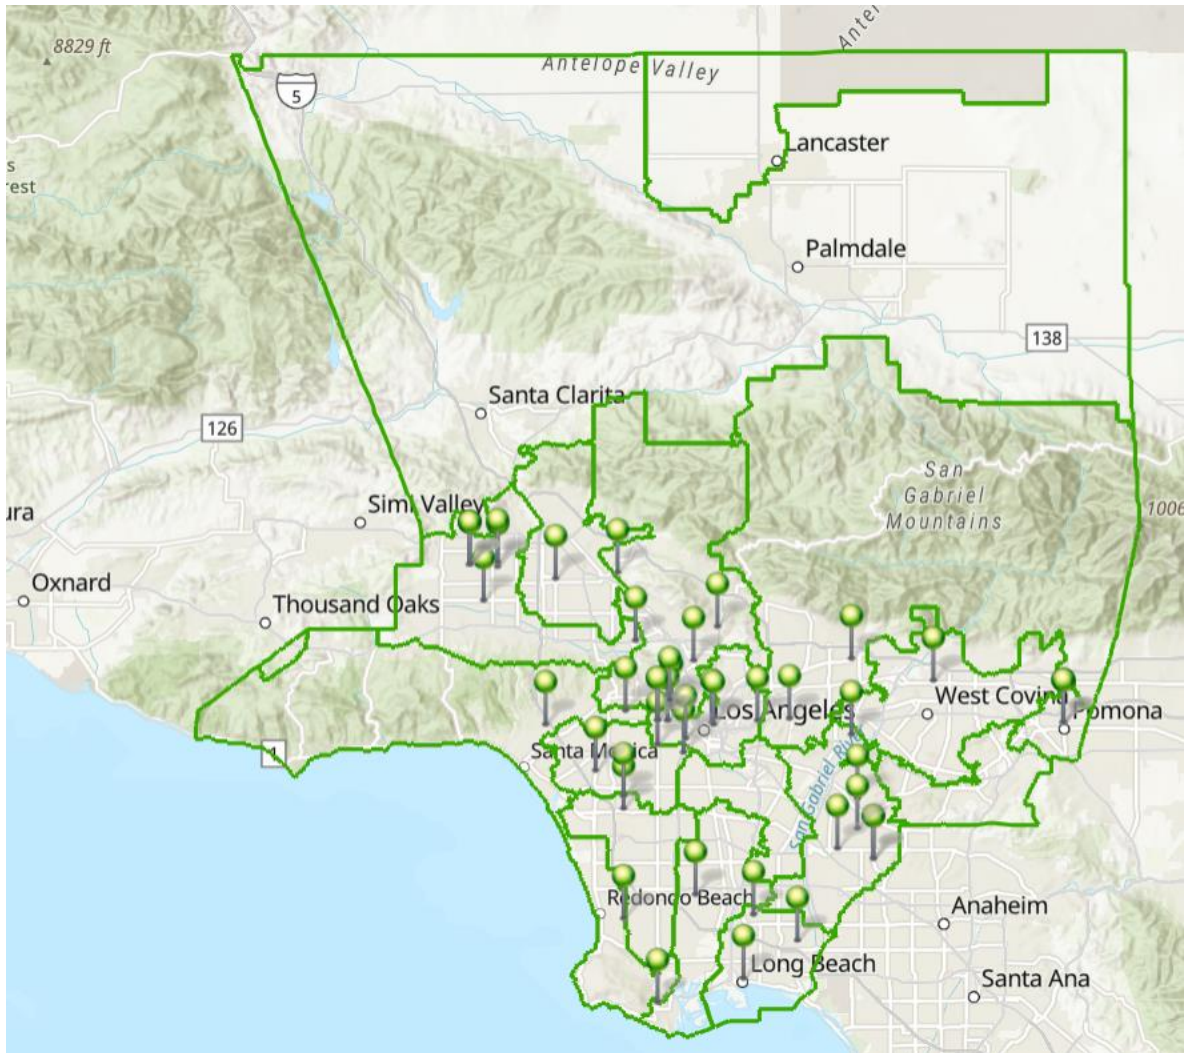 8829 ft
Antelope Valley
Ante
5
s
rest
Lancaster
Palmdale
138
Santa Clarita
126
San
Gabriel
Mountains
Simi Valley
ura
1006
Oxnard
Thousand Oaks
West Covina
Los Angeles
Pomona
1
Santa Monica
San Gabriel River
Redondo Beach
Anaheim
Long Beach
Santa Ana